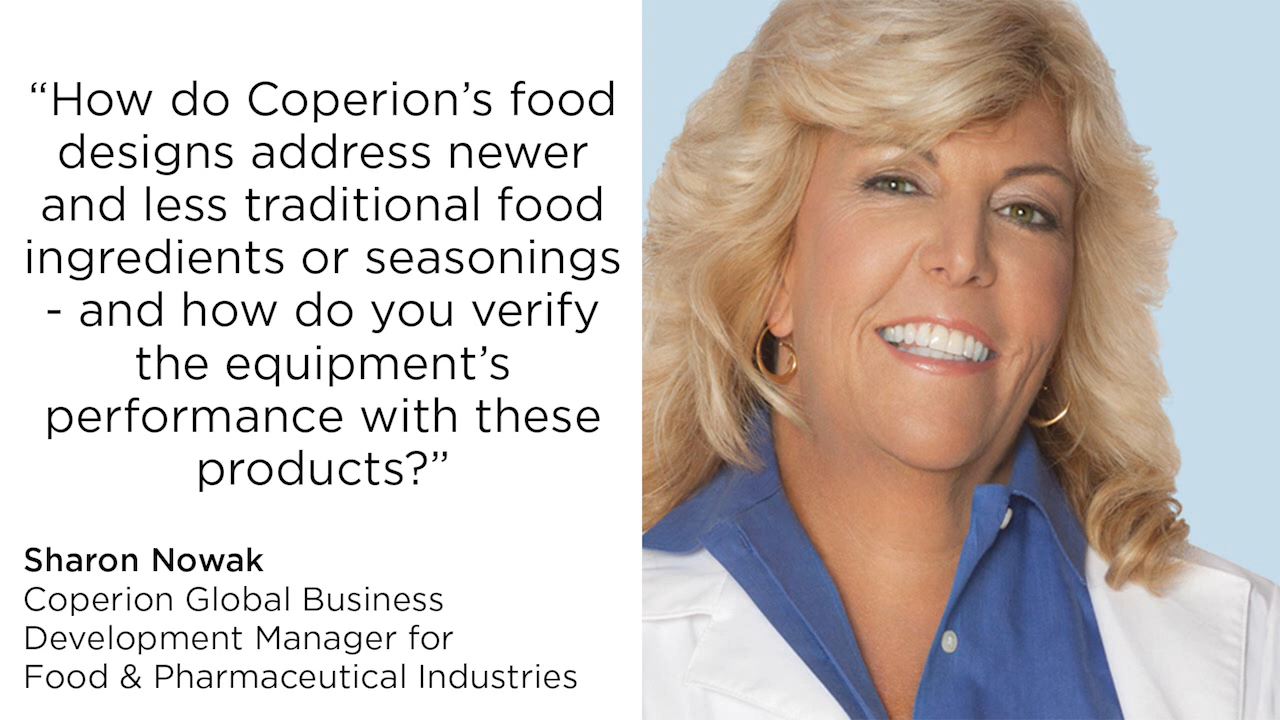 “How do Coperion’s food
designs address newer
and less traditional food
ingredients or seasonings
- and how do you verify
the equipment’s
performance with these
products?”
Sharon Nowak
Coperion Global Business
Development Manager for
Food & Pharmaceutical Industries